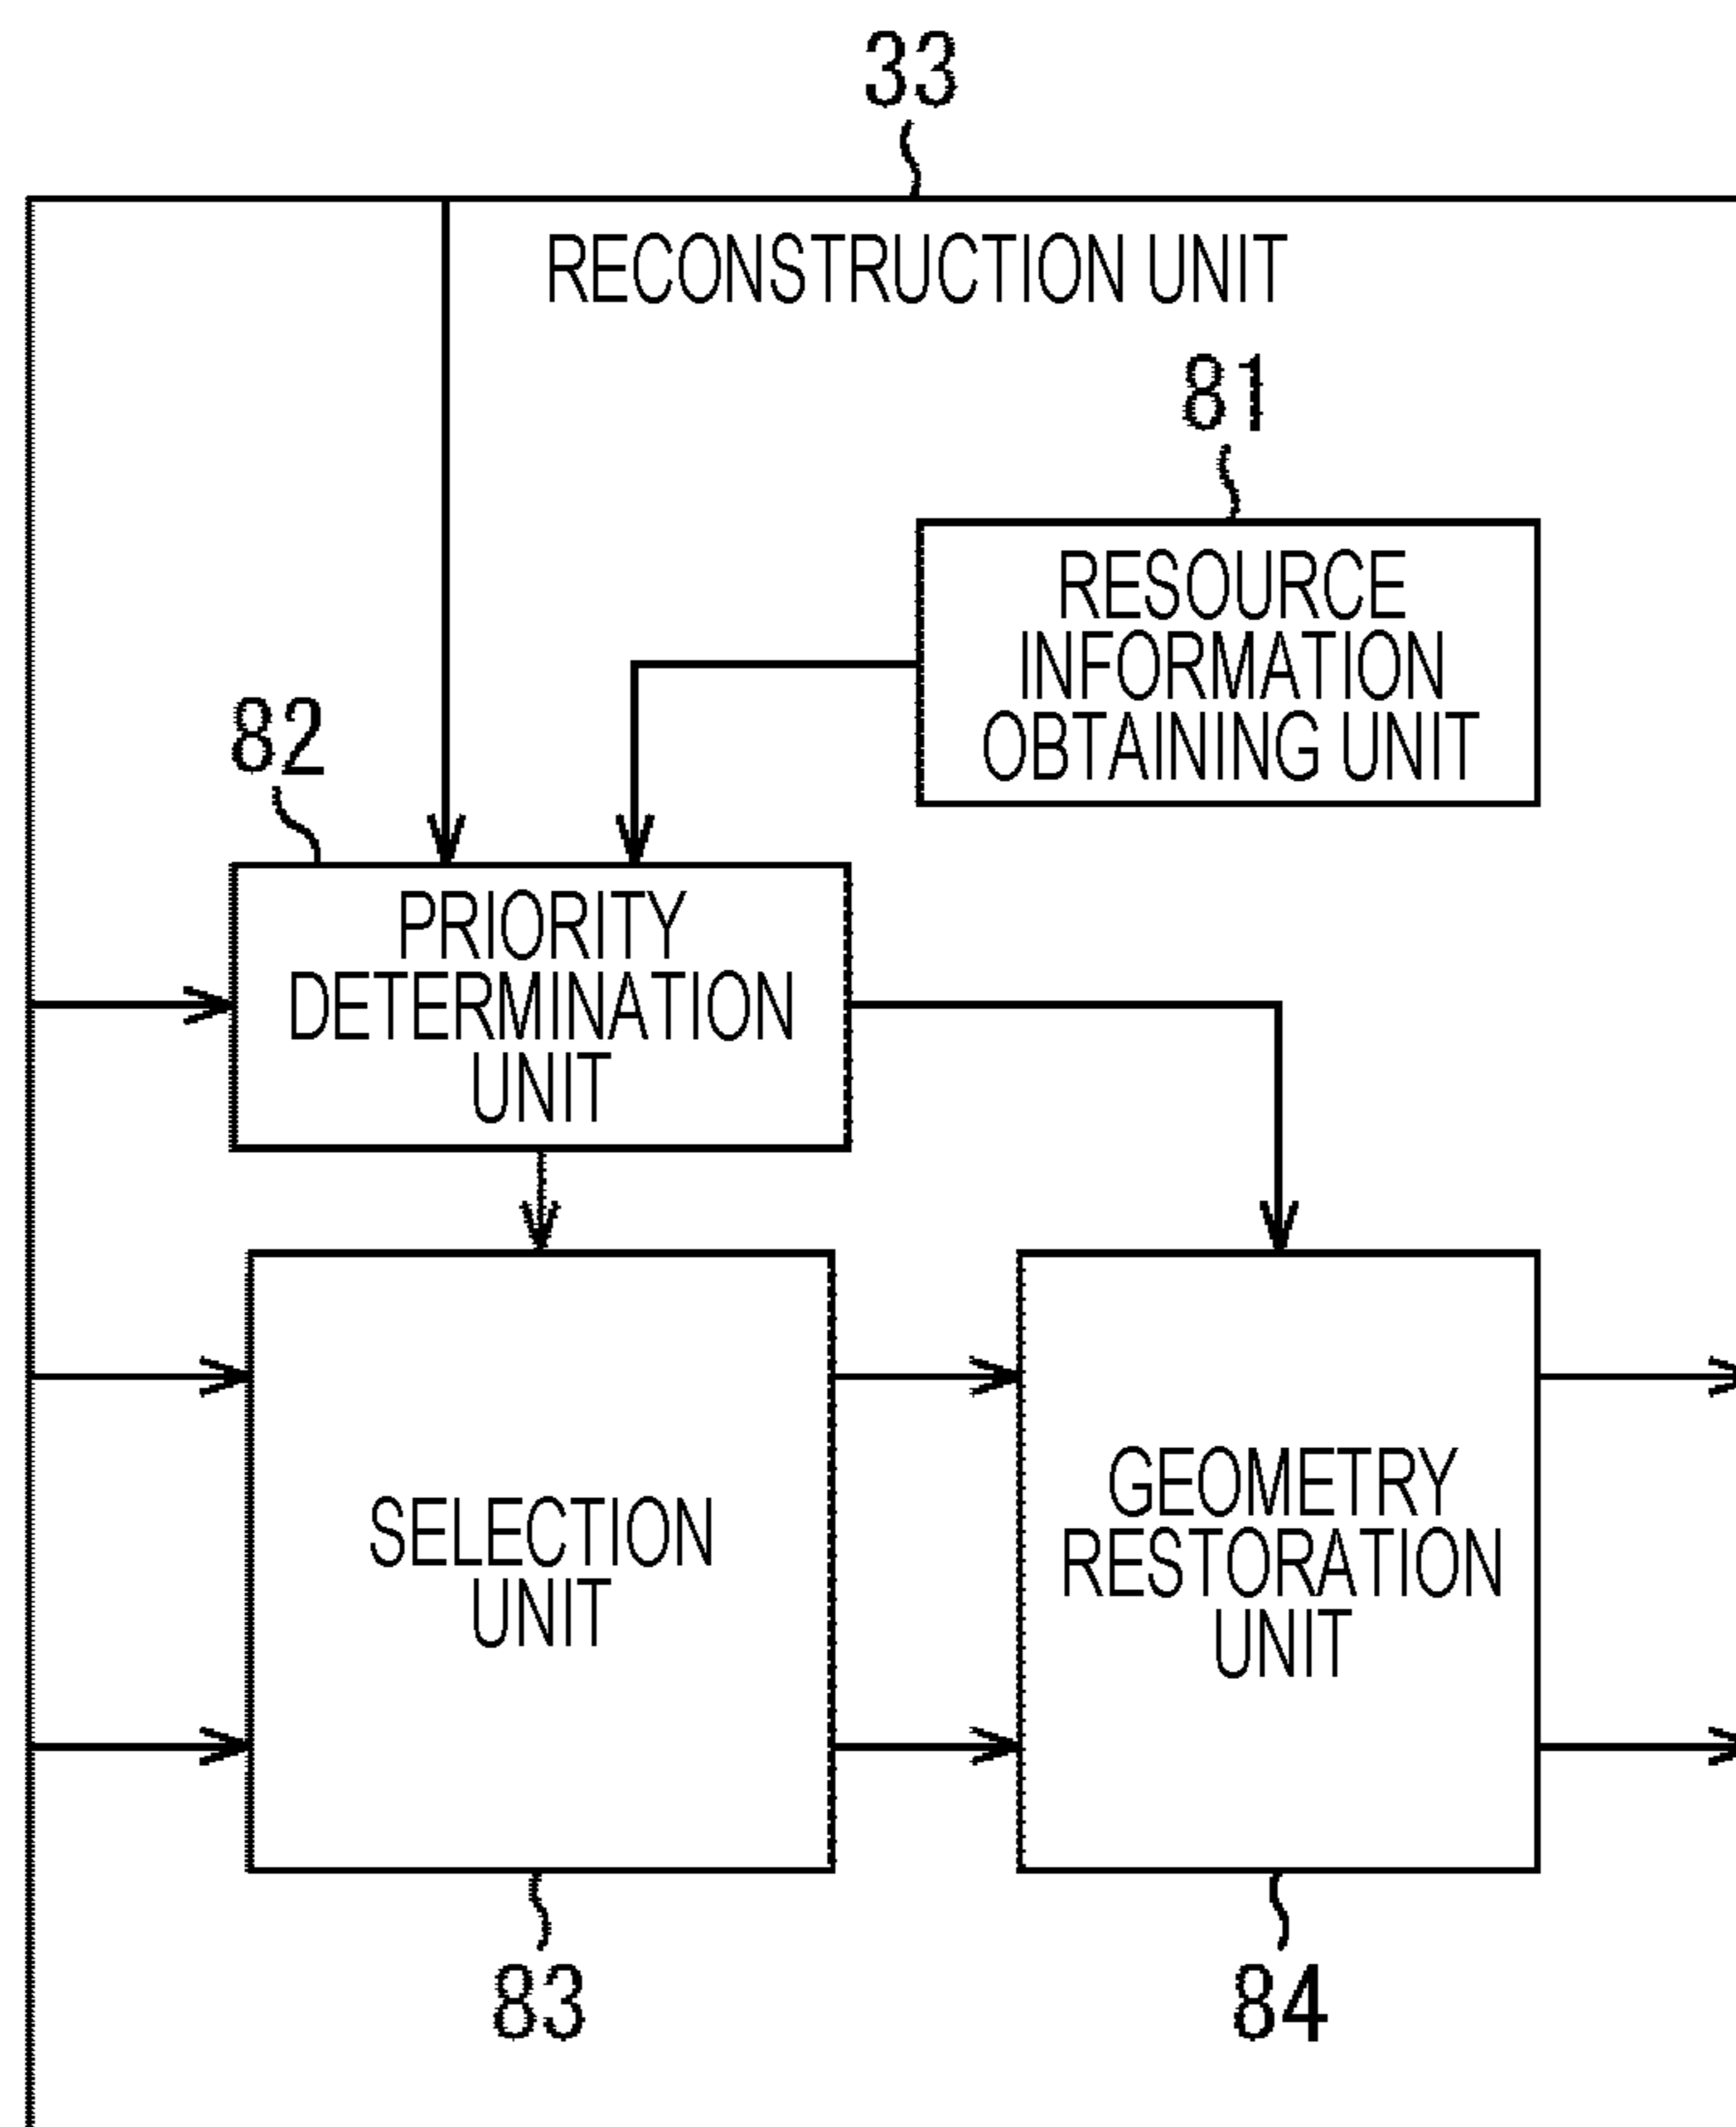 33
RECONSTRUCTION UNIT
81
RESOURCE
INFORMATION
OBTAINING UNIT
82
PRIORITY
DETERMINATION
UNIT
SELECTION
UNIT
GEOMETRY
RESTORATION
UNIT
83
84